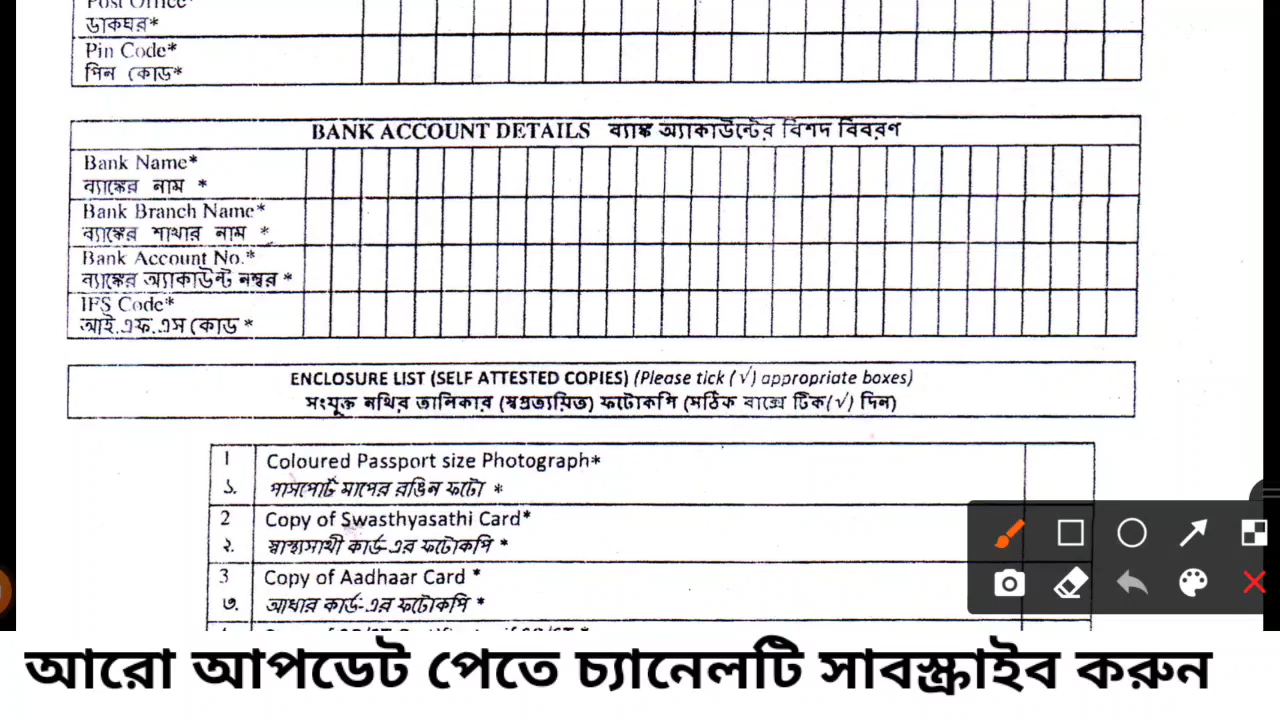 Post Office*
ডাকঘর*
Pin Code*
পিন কোড*
BANK ACCOUNT DETAILS ব্যাঙ্ক অ্যাকাউন্টের বিশদ বিবরণ
Bank Name*
ব্যাঙ্কের নাম *
Bank Branch Name*
ব্যাঙ্কের শাখার নাম *
Bank Account No.*
ব্যাঙ্কের অ্যাকাউন্ট নম্বর *
IFS Code*
আই.এফ.এস কোড *
ENCLOSURE LIST (SELF ATTESTED COPIES) (Please tick (√) appropriate boxes)
সংযুক্ত নথির তালিকার (স্বপ্রত্যয়িত) ফটোকপি (সঠিক বাক্সে টিক(√) দিন)
1 Coloured Passport size Photograph*
১. পাসপোর্ট মাপের রঙিন ফটো *
2 Copy of Swasthyasathi Card*
২. স্বাস্থ্যসাথী কার্ড-এর ফটোকপি *
3 Copy of Aadhaar Card *
৩. আধার কার্ড-এর ফটোকপি *
আরো আপডেট পেতে চ্যানেলটি সাবস্ক্রাইব করুন